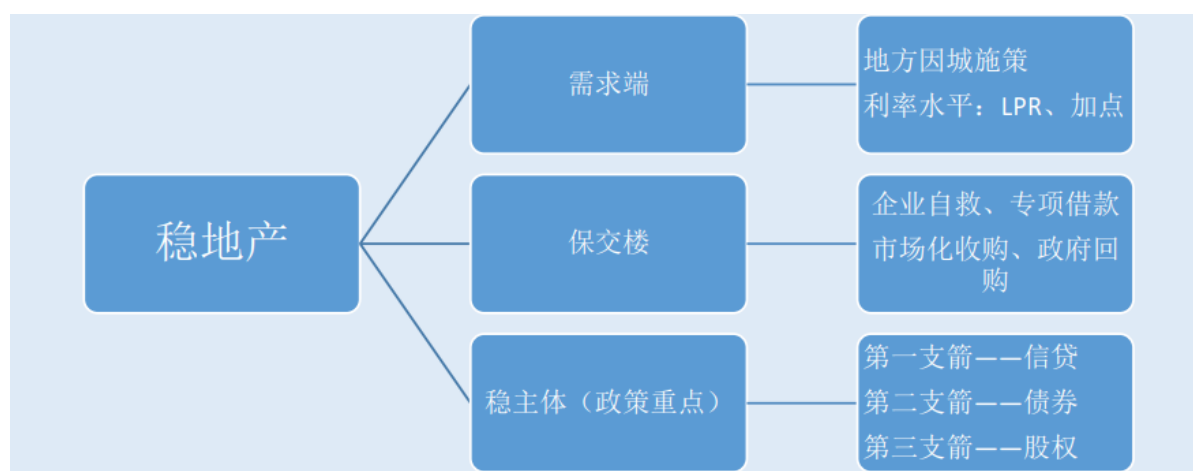 需求端
地方因城施策
利率水平：LPR、加点
稳地产
保交楼
企业自救、专项借款
市场化收购、政府回
购
稳主体（政策重点）
第一支箭——信贷
第二支箭——债券
第三支箭——股权